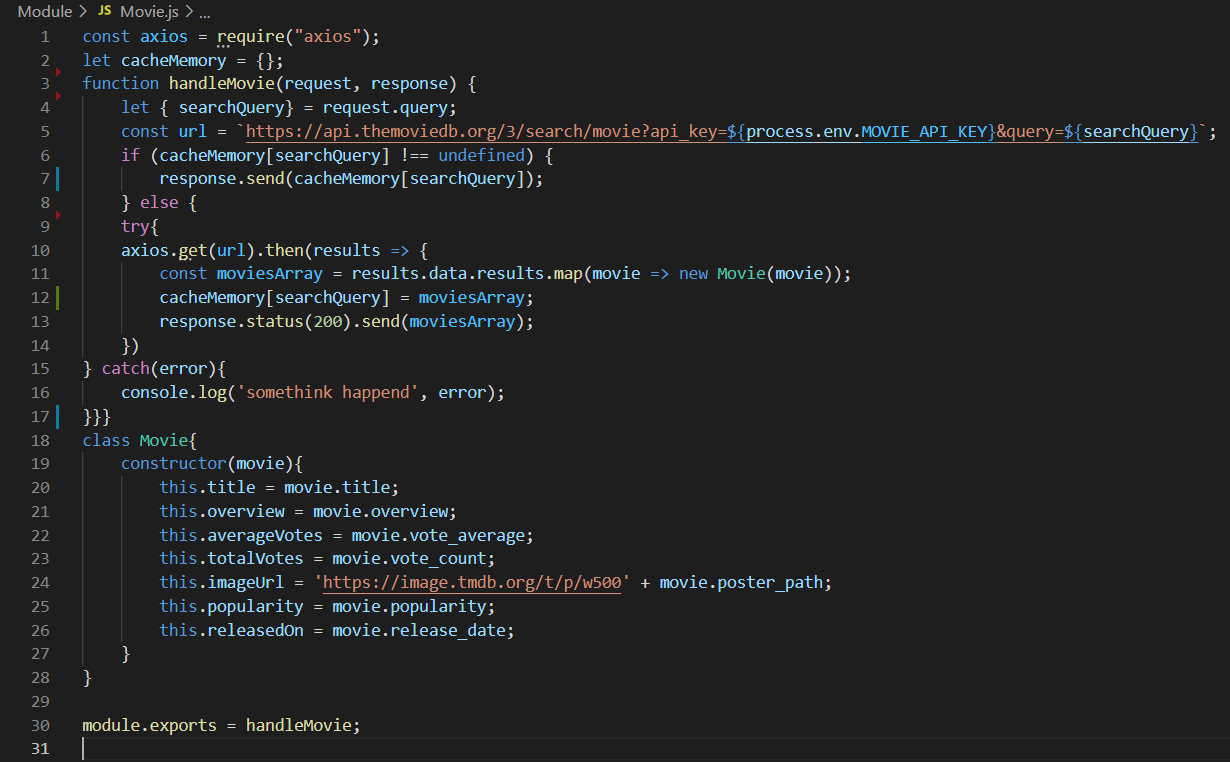 Module > JS Movie.js > ...
1 const axios = require("axios");
2 let cacheMemory = {};
3 function handleMovie(request, response) {
4 let { searchQuery} = request.query;
5 const url = `https://api.themoviedb.org/3/search/movie?api_key=${process.env.MOVIE_API_KEY}&query=${searchQuery}`;
6 if (cacheMemory[searchQuery] !== undefined) {
7 response.send(cacheMemory[searchQuery]);
8 } else {
9 try{
10 axios.get(url).then(results => {
11 const moviesArray = results.data.results.map(movie => new Movie(movie));
12 cacheMemory[searchQuery] = moviesArray;
13 response.status(200).send(moviesArray);
14 })
15 } catch(error){
16 console.log('somethink happend', error);
17 }}}
18 class Movie{
19 constructor(movie){
20 this.title = movie.title;
21 this.overview = movie.overview;
22 this.averageVotes = movie.vote_average;
23 this.totalVotes = movie.vote_count;
24 this.imageUrl = 'https://image.tmdb.org/t/p/w500' + movie.poster_path;
25 this.popularity = movie.popularity;
26 this.releasedOn = movie.release_date;
27 }
28 }
29
30 module.exports = handleMovie;
31